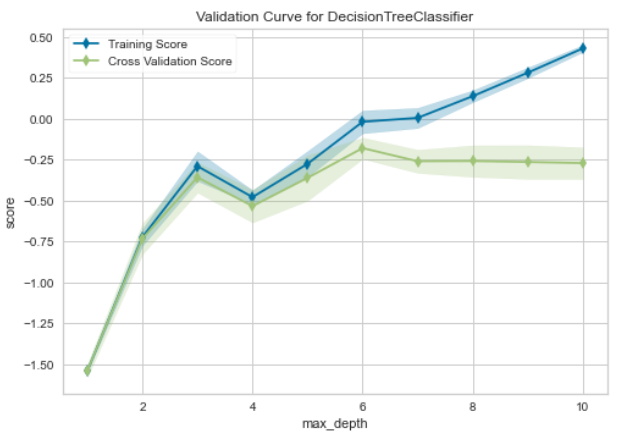 Validation Curve for DecisionTreeClassifier
Training Score
Cross Validation Score
0.50
0.25
0.00
−0.25
−0.50
−0.75
−1.00
−1.25
−1.50
score
2 4 6 8 10
max_depth